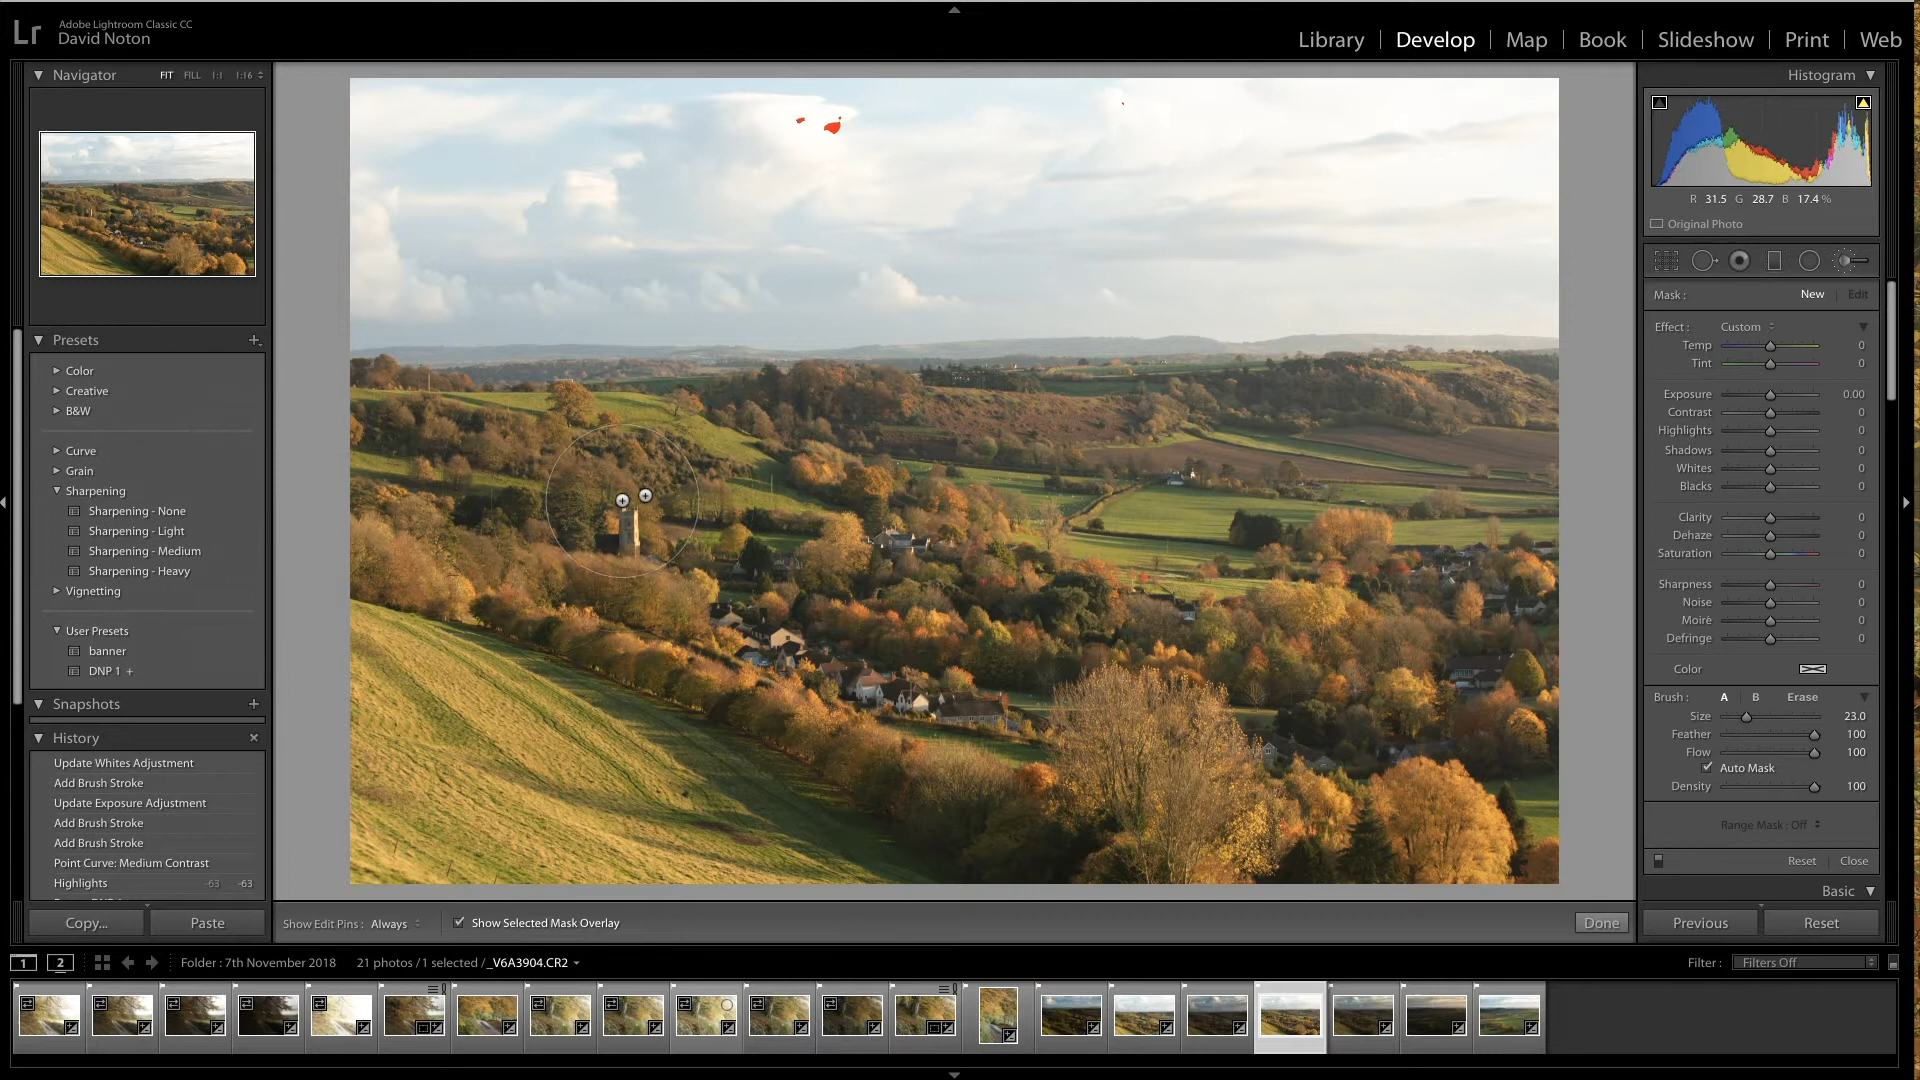 Lr Adobe Lightroom Classic CC
David Noton
Library | Develop | Map | Book | Slideshow | Print | Web
Navigator FIT FILL 1:1 1:16
Presets +
Color
Creative
B&W
Curve
Grain
Sharpening
Sharpening - None
Sharpening - Light
Sharpening - Medium
Sharpening - Heavy
Vignetting
User Presets
banner
DNP 1 +
Snapshots +
History ×
Update Whites Adjustment
Add Brush Stroke
Update Exposure Adjustment
Add Brush Stroke
Add Brush Stroke
Point Curve: Medium Contrast
Highlights -63 -63
Copy... Paste
Show Edit Pins : Always
Show Selected Mask Overlay
Done
Histogram
R 31.5 G 28.7 B 17.4 %
Original Photo
Mask : New | Edit
Effect : Custom
Temp 0
Tint 0
Exposure 0.00
Contrast 0
Highlights 0
Shadows 0
Whites 0
Blacks 0
Clarity 0
Dehaze 0
Saturation 0
Sharpness 0
Noise 0
Moiré 0
Defringe 0
Color
Brush : A | B Erase
Size 23.0
Feather 100
Flow 100
Auto Mask
Density 100
Range Mask : Off
Reset | Close
Basic
Previous Reset
1 2 Folder : 7th November 2018 21 photos /1 selected /_V6A3904.CR2
Filter : Filters Off